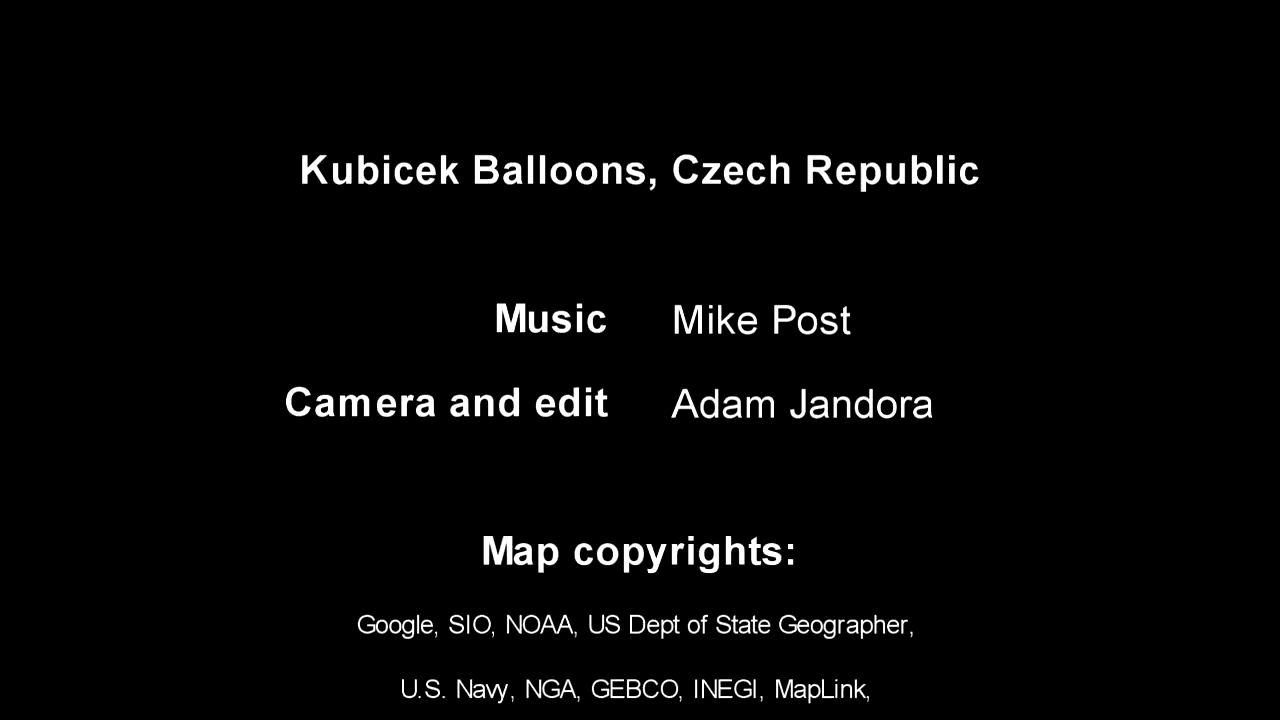 Kubicek Balloons, Czech Republic
Music Mike Post
Camera and edit Adam Jandora
Map copyrights:
Google, SIO, NOAA, US Dept of State Geographer,
U.S. Navy, NGA, GEBCO, INEGI, MapLink,